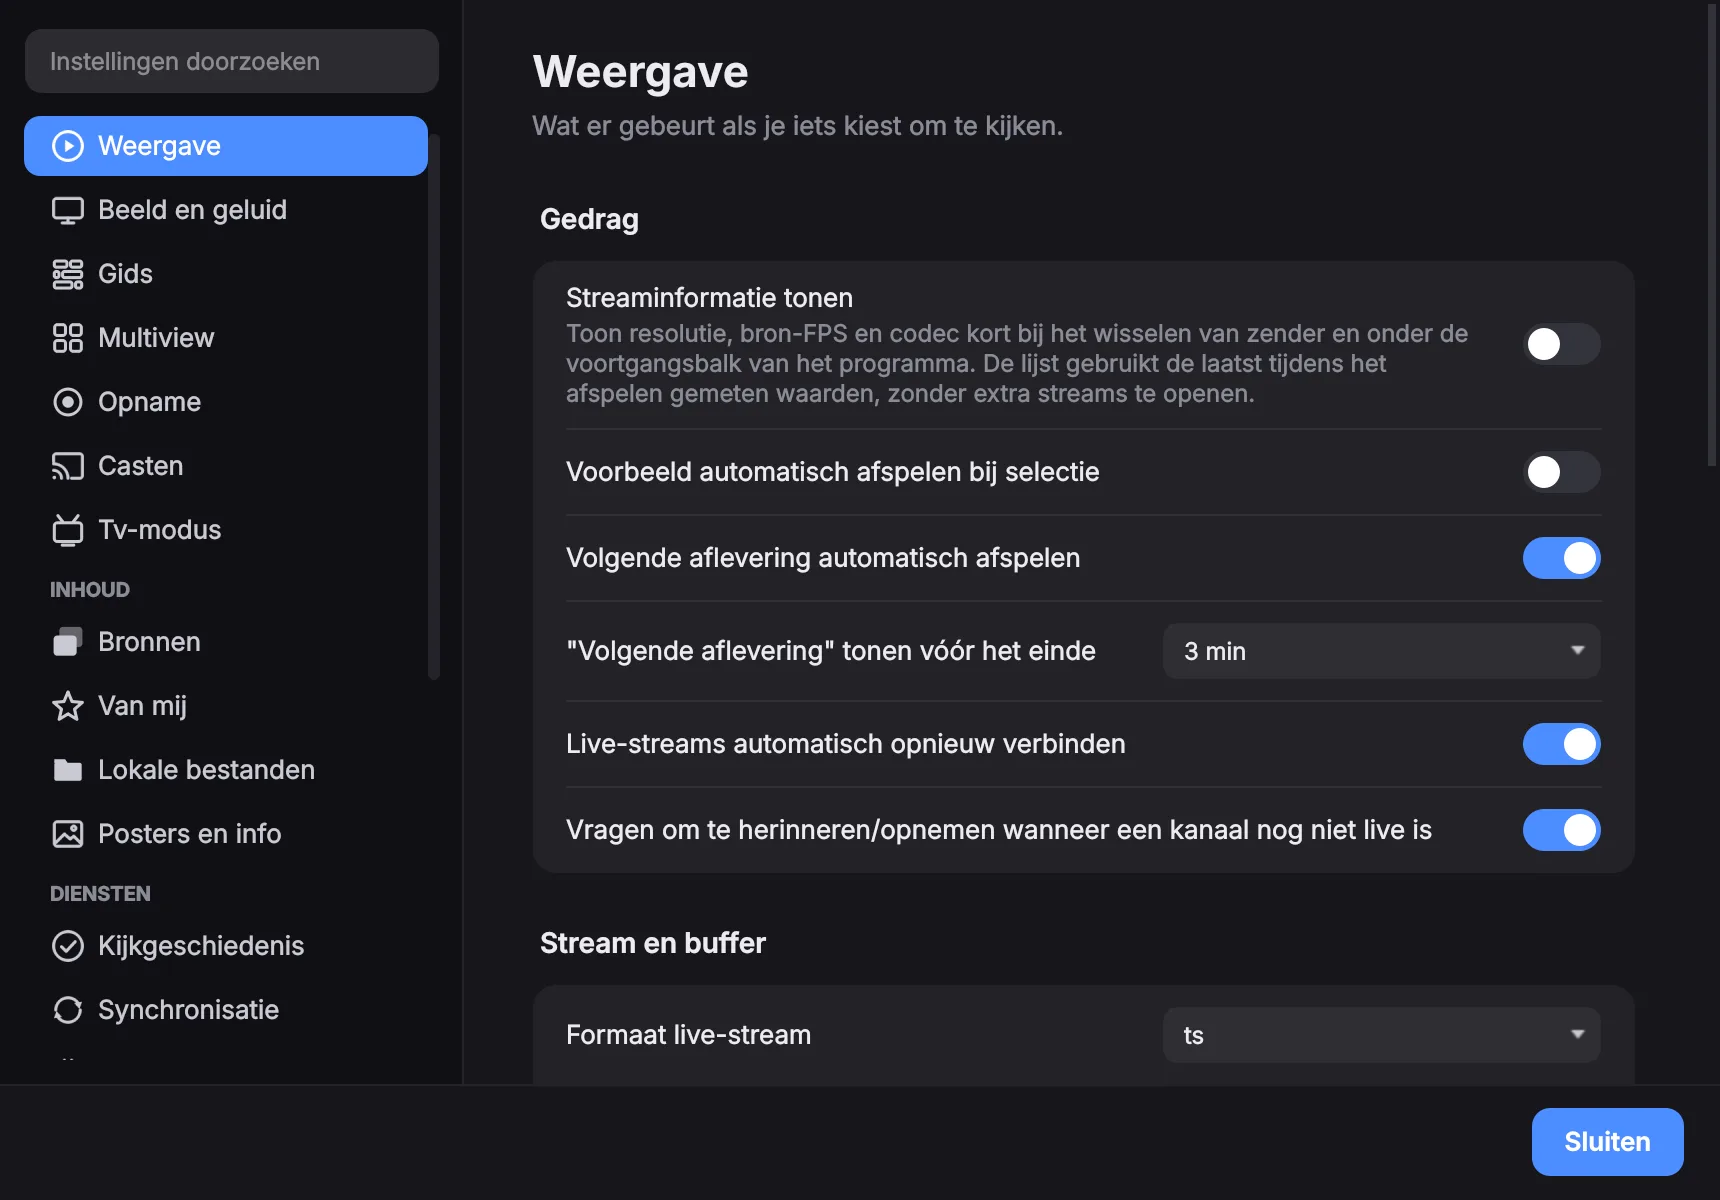 Instellingen doorzoeken
Weergave
Beeld en geluid
Gids
Multiview
Opname
Casten
Tv-modus
INHOUD
Bronnen
Van mij
Lokale bestanden
Posters en info
DIENSTEN
Kijkgeschiedenis
Synchronisatie
Weergave
Wat er gebeurt als je iets kiest om te kijken.
Gedrag
Streaminformatie tonen
Toon resolutie, bron-FPS en codec kort bij het wisselen van zender en onder de
voortgangsbalk van het programma. De lijst gebruikt de laatst tijdens het
afspelen gemeten waarden, zonder extra streams te openen.
Voorbeeld automatisch afspelen bij selectie
Volgende aflevering automatisch afspelen
"Volgende aflevering" tonen vóór het einde
3 min
Live-streams automatisch opnieuw verbinden
Vragen om te herinneren/opnemen wanneer een kanaal nog niet live is
Stream en buffer
Formaat live-stream
ts
Sluiten